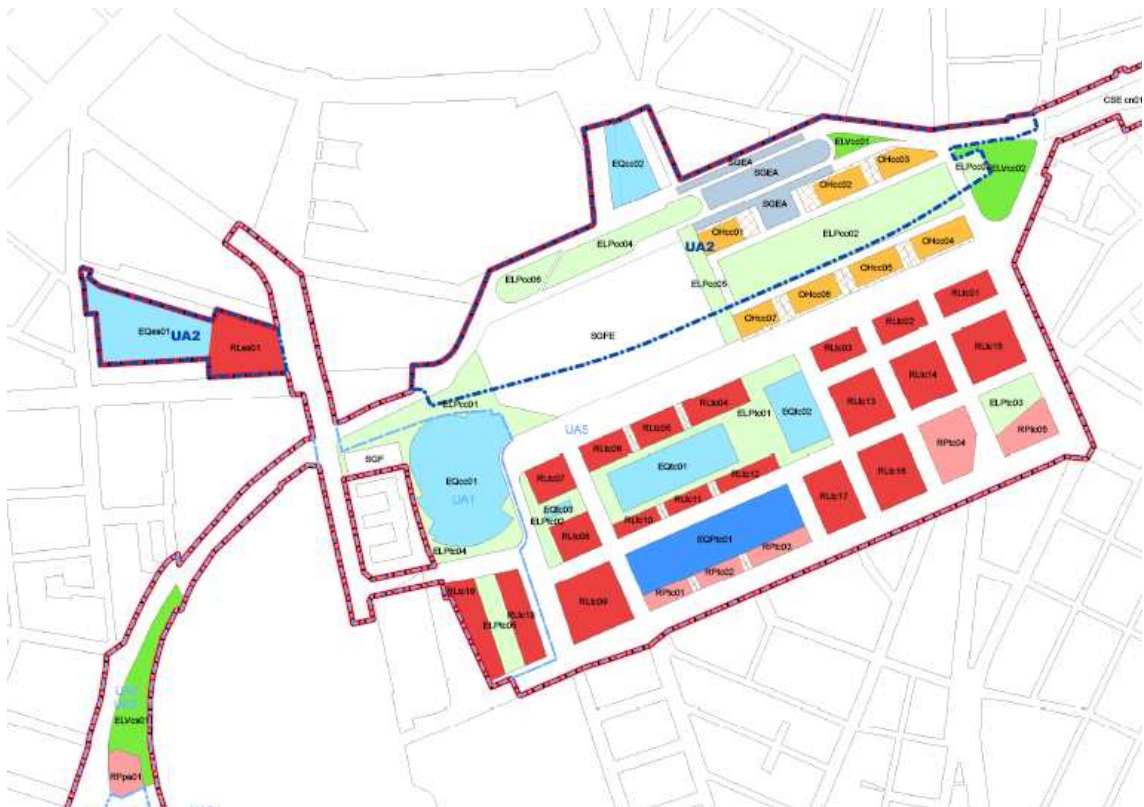 CSE cn01
EQcc02
ELVcc01
SGEA
SGEA
SGEA
OHcc03
OHcc02
OHcc01
ELVcc02
UA2
ELPcc04
ELPcc02
OHcc04
ELPcc06
ELPcc05
OHcc05
OHcc06
OHcc07
EQes01
UA2
RLes01
SGFE
RLtc01
RLtc02
RLtc03
RLtc15
RLtc14
ELPcc01
RLtc04
ELPtc01
EQtc02
RLtc13
ELPtc03
UA5
RLtc05
RLtc06
RPtc04
RPtc05
SGF
EQcc01
UA1
RLtc07
EQtc01
RLtc12
RLtc16
RLtc11
RLtc17
EQtc03
ELPtc02
RLtc10
RLtc08
EQPtc01
RPtc03
ELPtc04
RPtc02
RPtc01
RLtc19
RLtc18
ELPtc05
RLtc09
RPpa01